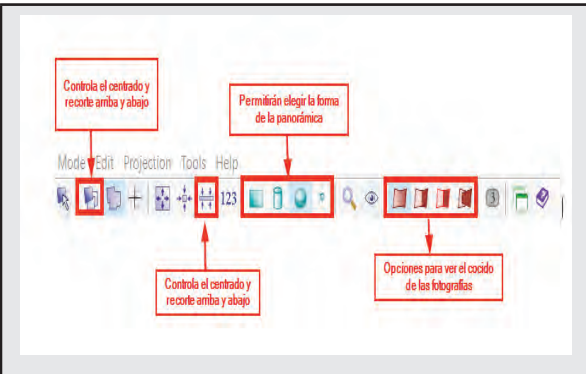 Controla el centrado y
recorte arriba y abajo
Permitirán elegir la forma
de la panorámica
Mode Edit Projection Tools Help
123
3
Controla el centrado y
recorte arriba y abajo
Opciones para ver el cocido
de las fotografías